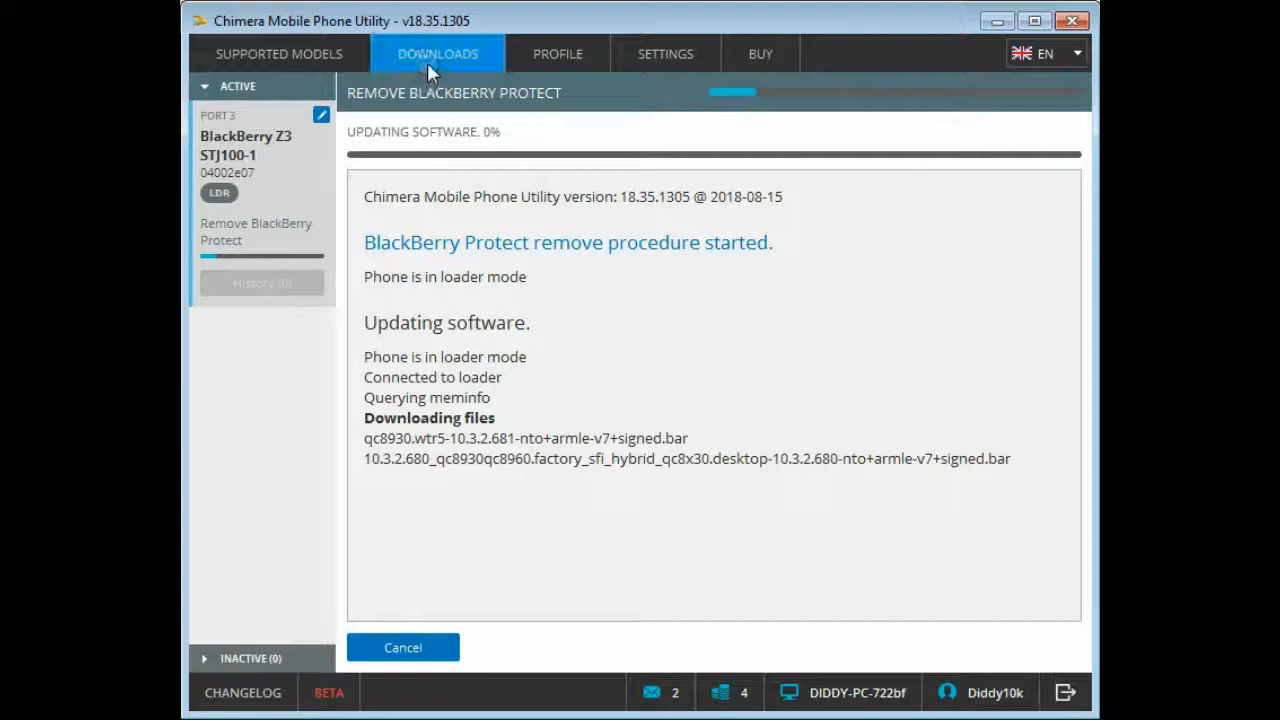 Chimera Mobile Phone Utility - v18.35.1305
SUPPORTED MODELS
DOWNLOADS
PROFILE
SETTINGS
BUY
EN
ACTIVE
PORT 3
BlackBerry Z3
STJ100-1
04002e07
LDR
Remove BlackBerry
Protect
History (0)
REMOVE BLACKBERRY PROTECT
UPDATING SOFTWARE, 0%
Chimera Mobile Phone Utility version: 18.35.1305 @ 2018-08-15
BlackBerry Protect remove procedure started.
Phone is in loader mode
Updating software.
Phone is in loader mode
Connected to loader
Querying meminfo
Downloading files
qc8930.wtr5-10.3.2.681-nto+armle-v7+signed.bar
10.3.2.680_qc8930qc8960.factory_sfi_hybrid_qc8x30.desktop-10.3.2.680-nto+armle-v7+signed.bar
Cancel
INACTIVE (0)
CHANGELOG
BETA
2
4
DIDDY-PC-722bf
Diddy10k